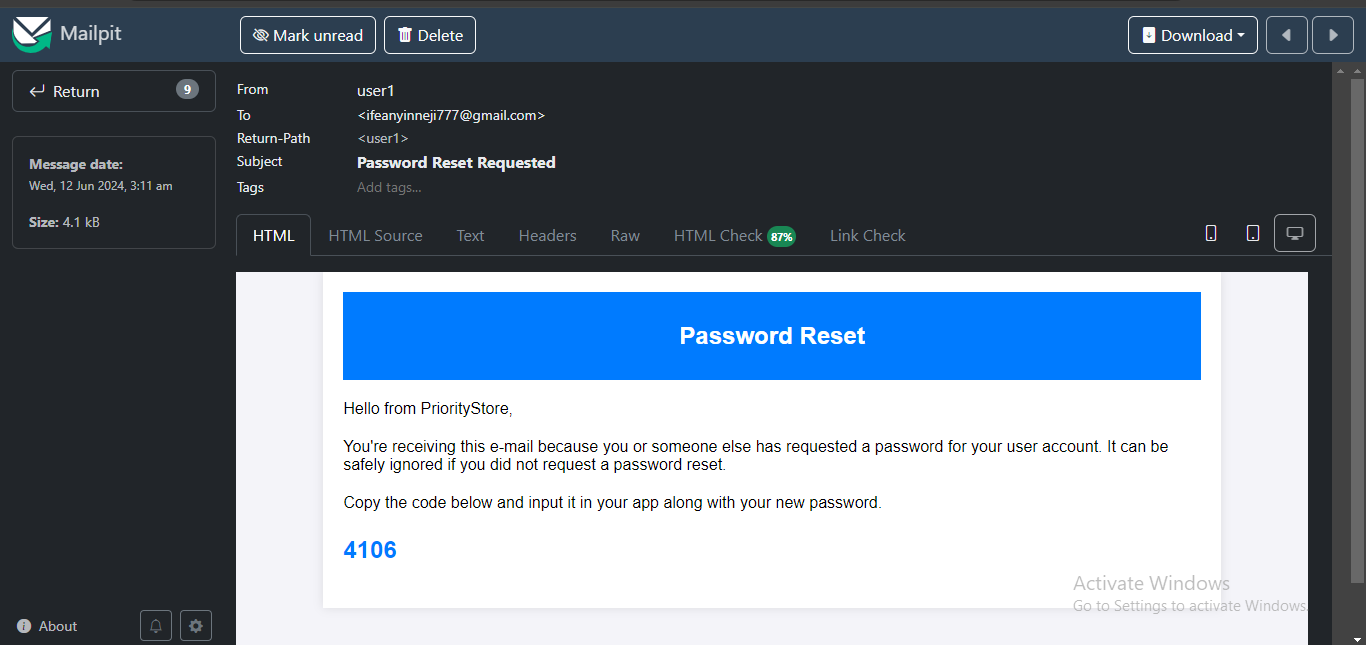 Mailpit
Mark unread
Delete
Download
Return 9
Message date:
Wed, 12 Jun 2024, 3:11 am
Size: 4.1 kB
From user1
To <ifeanyinneji777@gmail.com>
Return-Path <user1>
Subject Password Reset Requested
Tags Add tags...
HTML HTML Source Text Headers Raw HTML Check 87% Link Check
Password Reset
Hello from PriorityStore,
You're receiving this e-mail because you or someone else has requested a password for your user account. It can be
safely ignored if you did not request a password reset.
Copy the code below and input it in your app along with your new password.
4106
Activate Windows
Go to Settings to activate Windows.
About